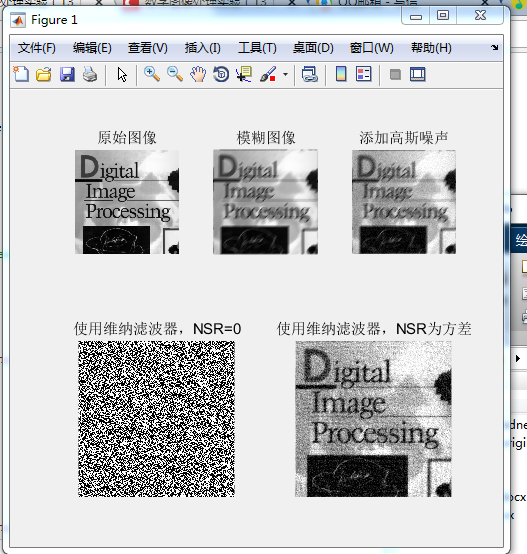 Figure 1
文件(F) 编辑(E) 查看(V) 插入(I) 工具(T) 桌面(D) 窗口(W) 帮助(H)
原始图像 模糊图像 添加高斯噪声
Digital
Image
Processing
Digital
Image
Processing
Digital
Image
Processing
使用维纳滤波器，NSR=0 使用维纳滤波器，NSR为方差
Digital
Image
Processing